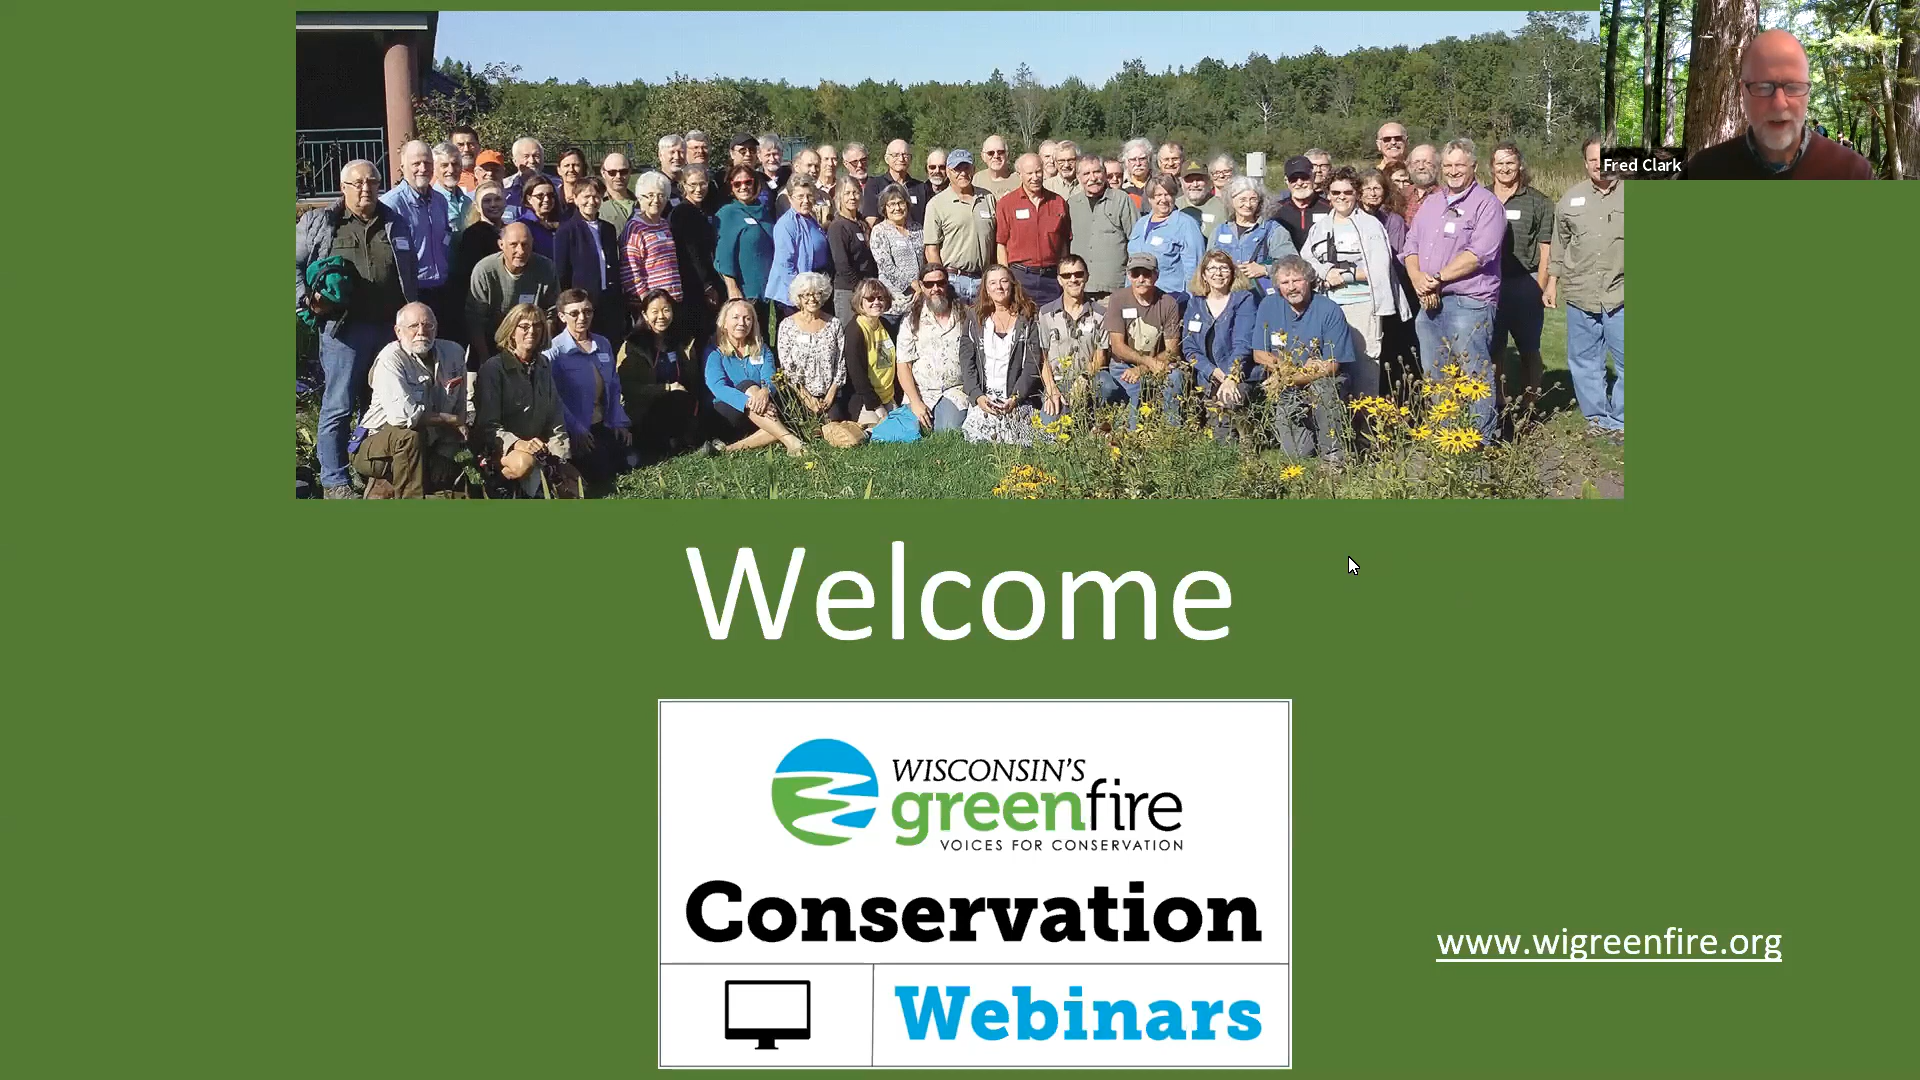 Fred Clark
Welcome
WISCONSIN'S
greenfire
VOICES FOR CONSERVATION
Conservation
Webinars
www.wigreenfire.org